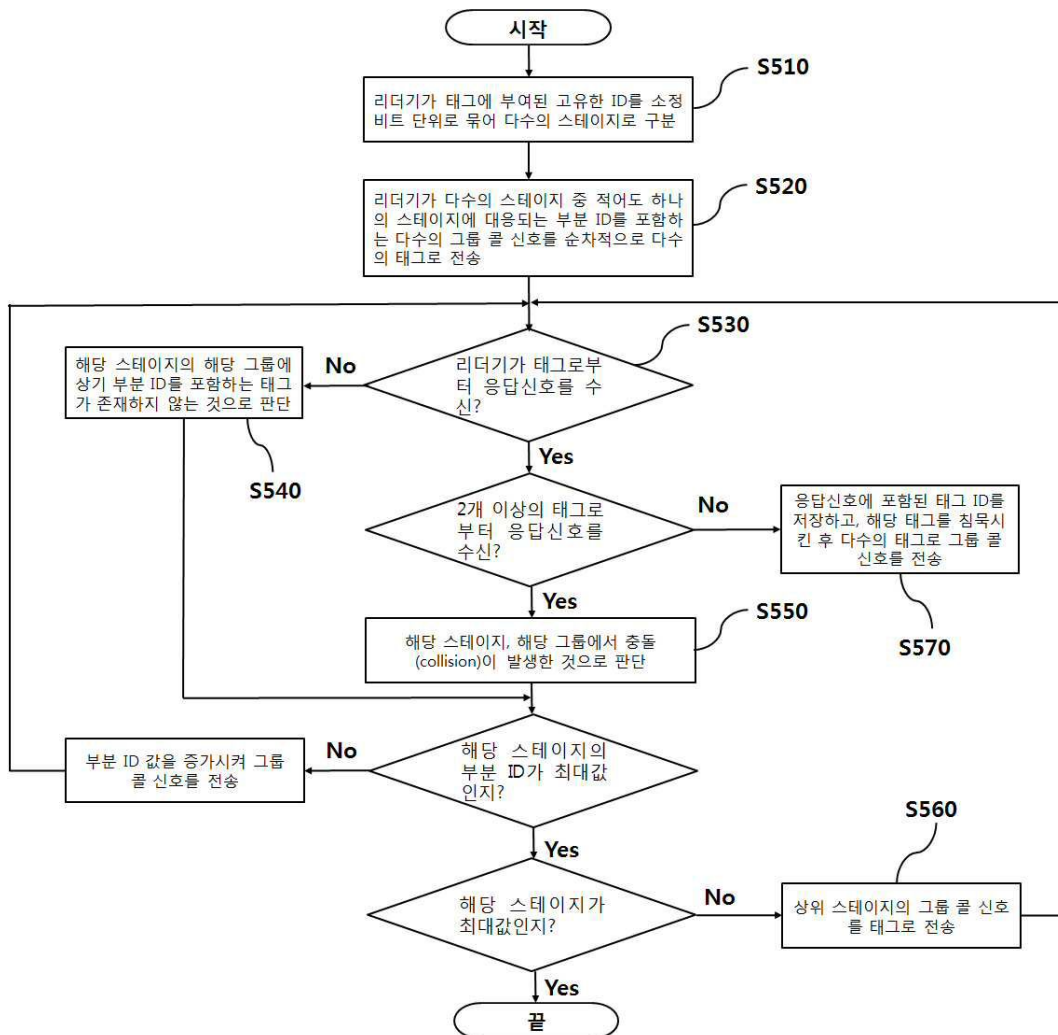 시작
S510
리더기가 태그에 부여된 고유한 ID를 소정
비트 단위로 묶어 다수의 스테이지로 구분
S520
리더기가 다수의 스테이지 중 적어도 하나
의 스테이지에 대응되는 부분 ID를 포함하
는 다수의 그룹 콜 신호를 순차적으로 다수
의 태그로 전송
S530
리더기가 태그로부
터 응답신호를 수
신?
No
해당 스테이지의 해당 그룹에
상기 부분 ID를 포함하는 태그
가 존재하지 않는 것으로 판단
S540
Yes
2개 이상의 태그로
부터 응답신호를
수신?
No
응답신호에 포함된 태그 ID를
저장하고, 해당 태그를 침묵시
킨 후 다수의 태그로 그룹 콜
신호를 전송
S570
Yes
S550
해당 스테이지, 해당 그룹에서 충돌
(collision)이 발생한 것으로 판단
해당 스테이지의
부분 ID가 최대값
인지?
No
부분 ID 값을 증가시켜 그룹
콜 신호를 전송
Yes
S560
해당 스테이지가
최대값인지?
No
상위 스테이지의 그룹 콜 신호
를 태그로 전송
Yes
끝